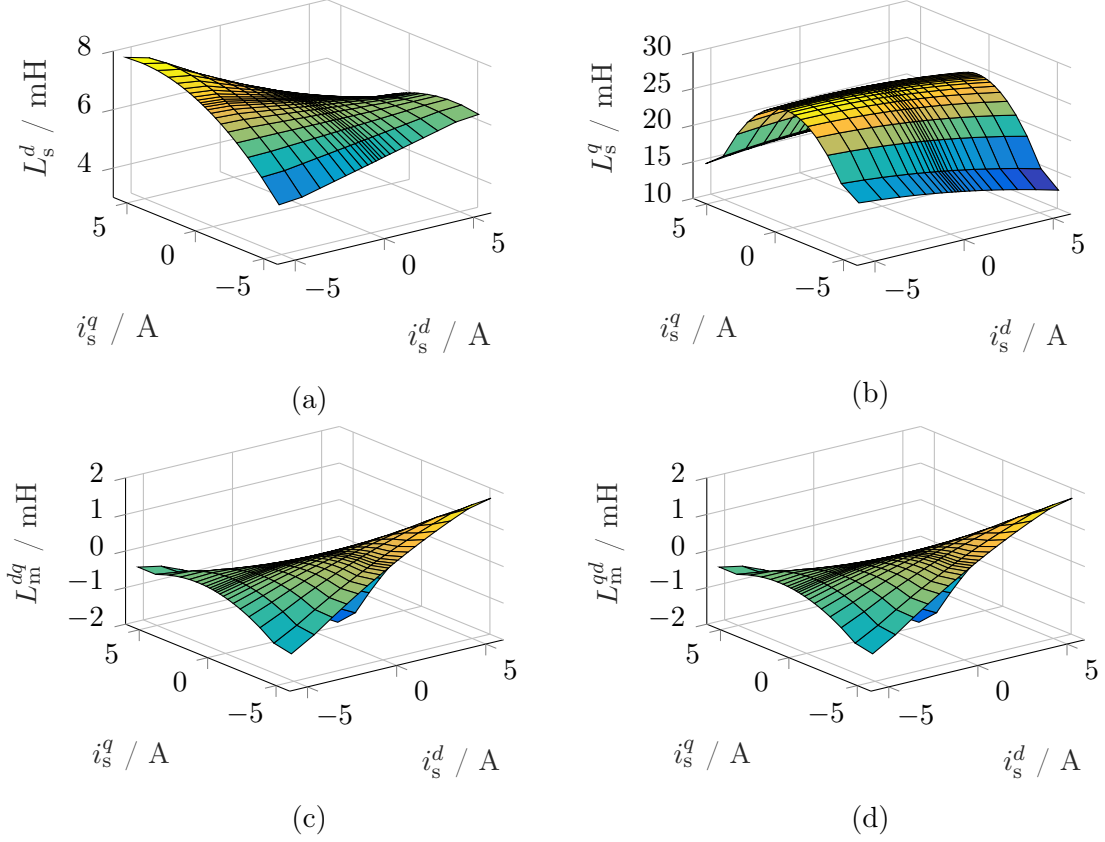 8
6
4
L_s^d / mH
5
0
−5
i_s^q / A
−5
0
5
i_s^d / A
(a)
30
25
20
15
10
L_s^q / mH
5
0
−5
i_s^q / A
−5
0
5
i_s^d / A
(b)
2
1
0
−1
−2
L_m^{dq} / mH
5
0
−5
i_s^q / A
−5
0
5
i_s^d / A
(c)
2
1
0
−1
−2
L_m^{qd} / mH
5
0
−5
i_s^q / A
−5
0
5
i_s^d / A
(d)